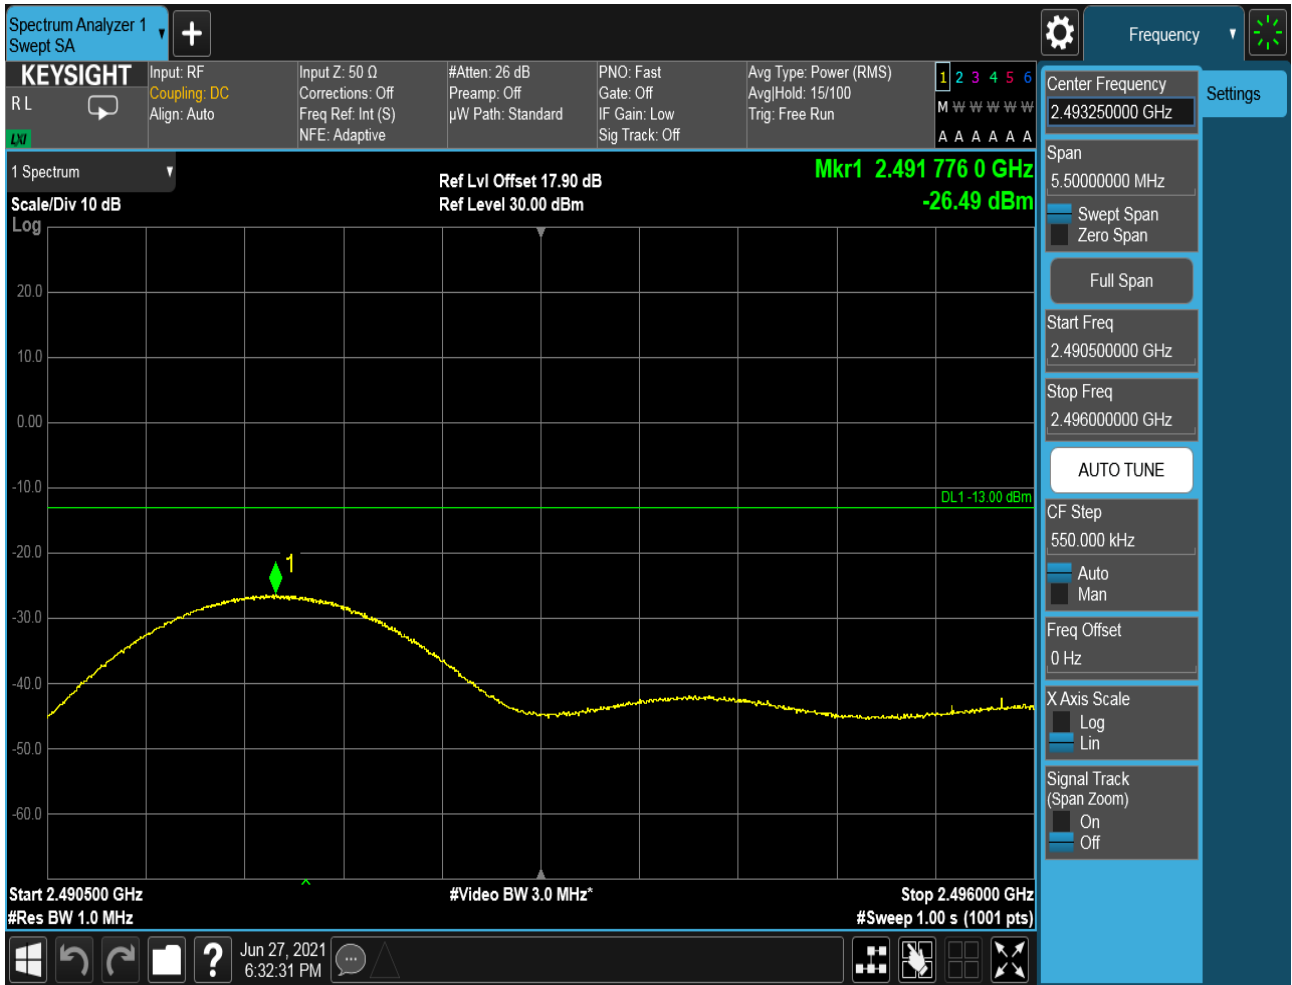 Spectrum Analyzer 1
Swept SA
Frequency
KEYSIGHT
R L
LXI
Input: RF
Coupling: DC
Align: Auto
Input Z: 50 Ω
Corrections: Off
Freq Ref: Int (S)
NFE: Adaptive
#Atten: 26 dB
Preamp: Off
µW Path: Standard
PNO: Fast
Gate: Off
IF Gain: Low
Sig Track: Off
Avg Type: Power (RMS)
Avg|Hold: 15/100
Trig: Free Run
1 2 3 4 5 6
M W W W W W
A A A A A A
1 Spectrum
Scale/Div 10 dB
Log
Ref Lvl Offset 17.90 dB
Ref Level 30.00 dBm
Mkr1 2.491 776 0 GHz
-26.49 dBm
20.0
10.0
0.00
-10.0
DL1 -13.00 dBm
-20.0
1
-30.0
-40.0
-50.0
-60.0
Start 2.490500 GHz
#Video BW 3.0 MHz*
Stop 2.496000 GHz
#Res BW 1.0 MHz
#Sweep 1.00 s (1001 pts)
Jun 27, 2021
6:32:31 PM
Center Frequency
2.493250000 GHz
Settings
Span
5.50000000 MHz
Swept Span
Zero Span
Full Span
Start Freq
2.490500000 GHz
Stop Freq
2.496000000 GHz
AUTO TUNE
CF Step
550.000 kHz
Auto
Man
Freq Offset
0 Hz
X Axis Scale
Log
Lin
Signal Track
(Span Zoom)
On
Off